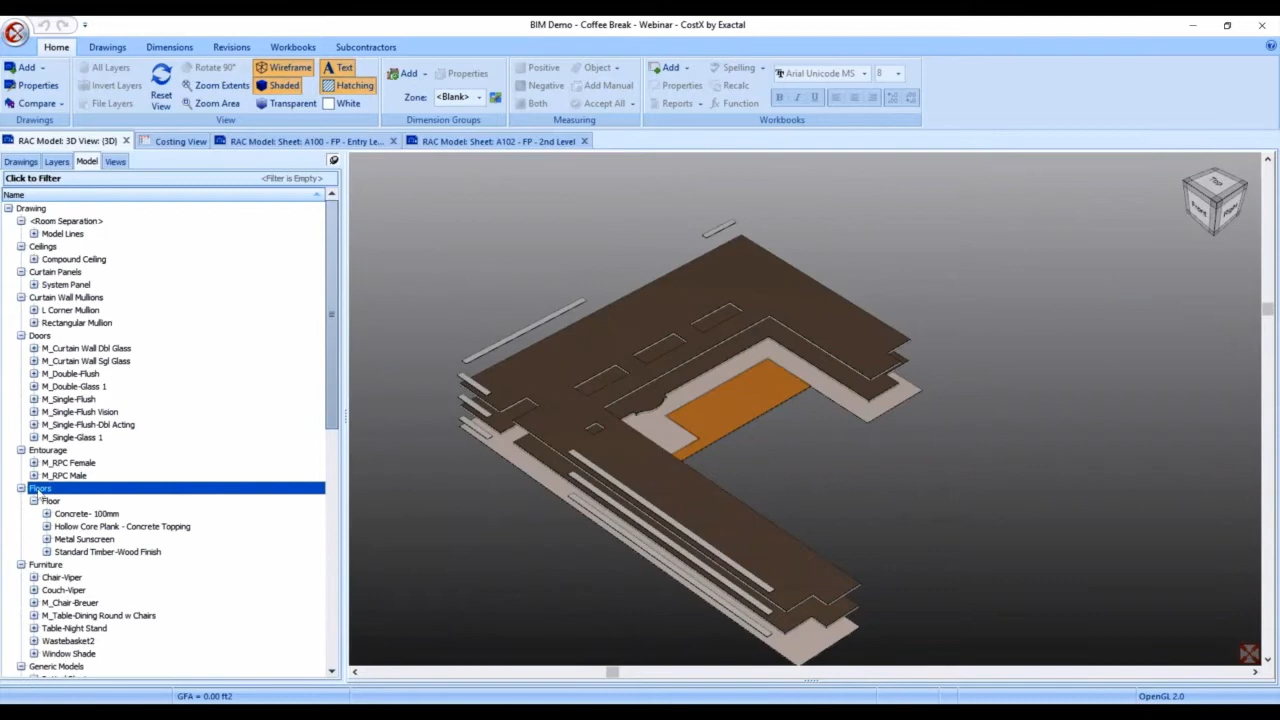 BIM Demo - Coffee Break - Webinar - CostX by Exactal
Home Drawings Dimensions Revisions Workbooks Subcontractors
Add All Layers Rotate 90° Wireframe Text Add Properties Positive Object Add Spelling Arial Unicode MS 8
Properties Invert Layers Reset View Zoom Extents Shaded Hatching Zone: <Blank> Negative Add Manual Properties Recalc B I U
Compare File Layers Zoom Area Transparent White Both Accept All Reports Function
Drawings View Dimension Groups Measuring Workbooks
RAC Model: 3D View: {3D} Costing View RAC Model: Sheet: A100 - FP - Entry Le... RAC Model: Sheet: A102 - FP - 2nd Level
Drawings Layers Model Views
Click to Filter <Filter is Empty>
Name
Drawing
<Room Separation>
Model Lines
Ceilings
Compound Ceiling
Curtain Panels
System Panel
Curtain Wall Mullions
L Corner Mullion
Rectangular Mullion
Doors
M_Curtain Wall Dbl Glass
M_Curtain Wall Sgl Glass
M_Double-Flush
M_Double-Glass 1
M_Single-Flush
M_Single-Flush Vision
M_Single-Flush-Dbl Acting
M_Single-Glass 1
Entourage
M_RPC Female
M_RPC Male
Floors
Floor
Concrete- 100mm
Hollow Core Plank - Concrete Topping
Metal Sunscreen
Standard Timber-Wood Finish
Furniture
Chair-Viper
Couch-Viper
M_Chair-Breuer
M_Table-Dining Round w Chairs
Table-Night Stand
Wastebasket2
Window Shade
Generic Models
Top
Front Right
GFA = 0.00 ft2 OpenGL 2.0